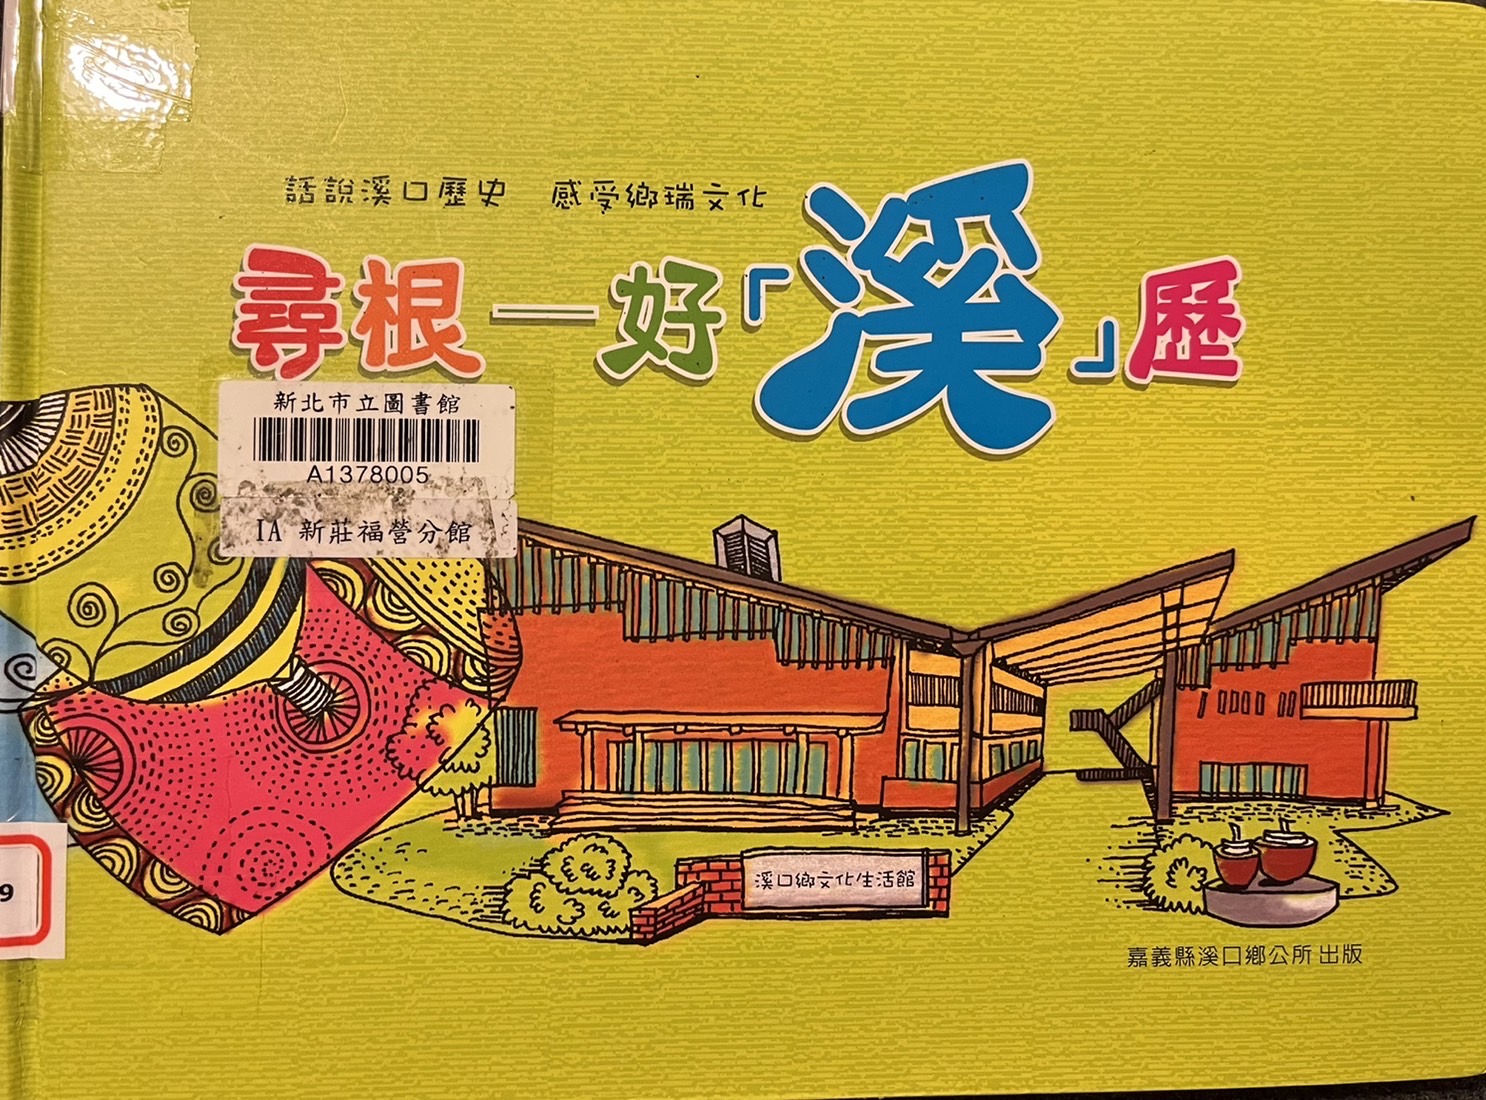 話說溪口歷史 感受鄉瑞文化
尋根—好「溪」歷
新北市立圖書館
A1378005
IA 新莊福營分館
溪口鄉文化生活館
9
嘉義縣溪口鄉公所 出版